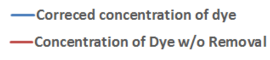 Correced concentration of dye
Concentration of Dye w/o Removal